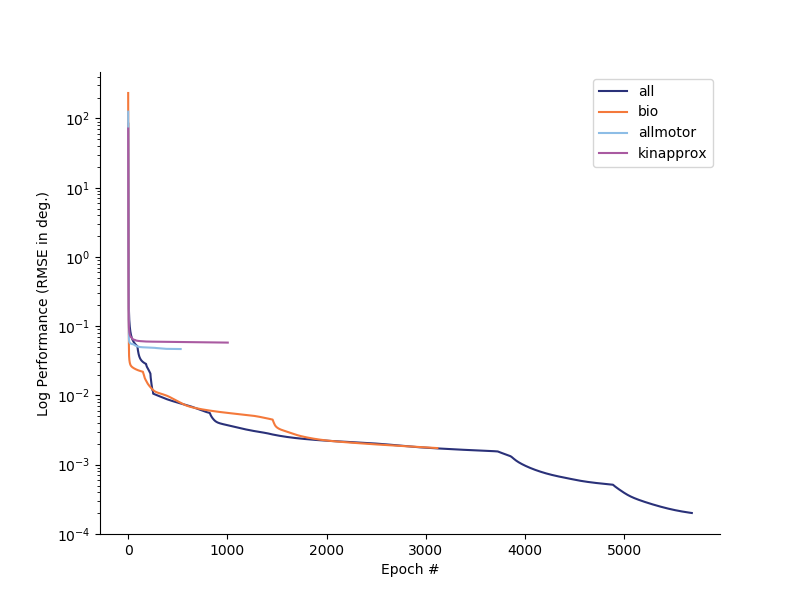 all
bio
allmotor
kinapprox
Log Performance (RMSE in deg.)
10²
10¹
10⁰
10⁻¹
10⁻²
10⁻³
10⁻⁴
0 1000 2000 3000 4000 5000
Epoch #